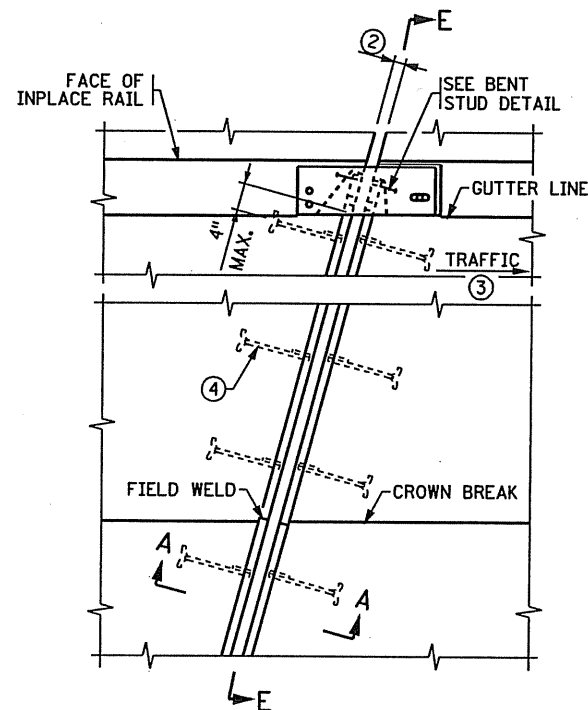 E
②
FACE OF
INPLACE RAIL
SEE BENT
STUD DETAIL
GUTTER LINE
4"
MAX.
TRAFFIC
③
④
FIELD WELD
CROWN BREAK
A
A
E